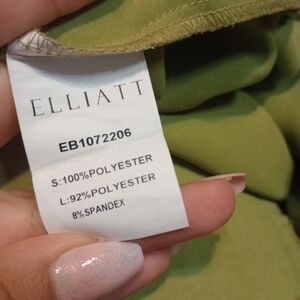 ELLIATT
EB1072206
S:100%POLYESTER
L:92%POLYESTER
8%SPANDEX